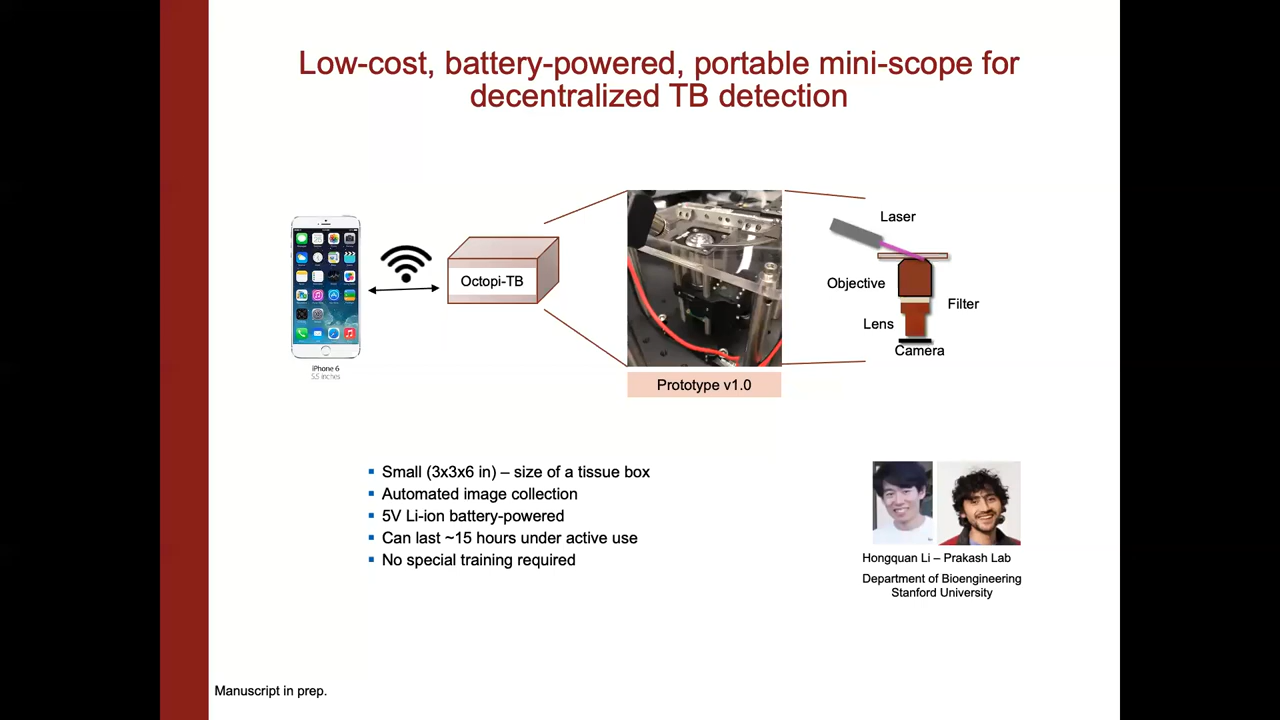 Low-cost, battery-powered, portable mini-scope for
decentralized TB detection
Laser
Octopi-TB
Objective
Filter
Lens
Camera
iPhone 6
5.5 inches
Prototype v1.0
▪ Small (3x3x6 in) – size of a tissue box
▪ Automated image collection
▪ 5V Li-ion battery-powered
▪ Can last ~15 hours under active use
▪ No special training required
Hongquan Li – Prakash Lab
Department of Bioengineering
Stanford University
Manuscript in prep.